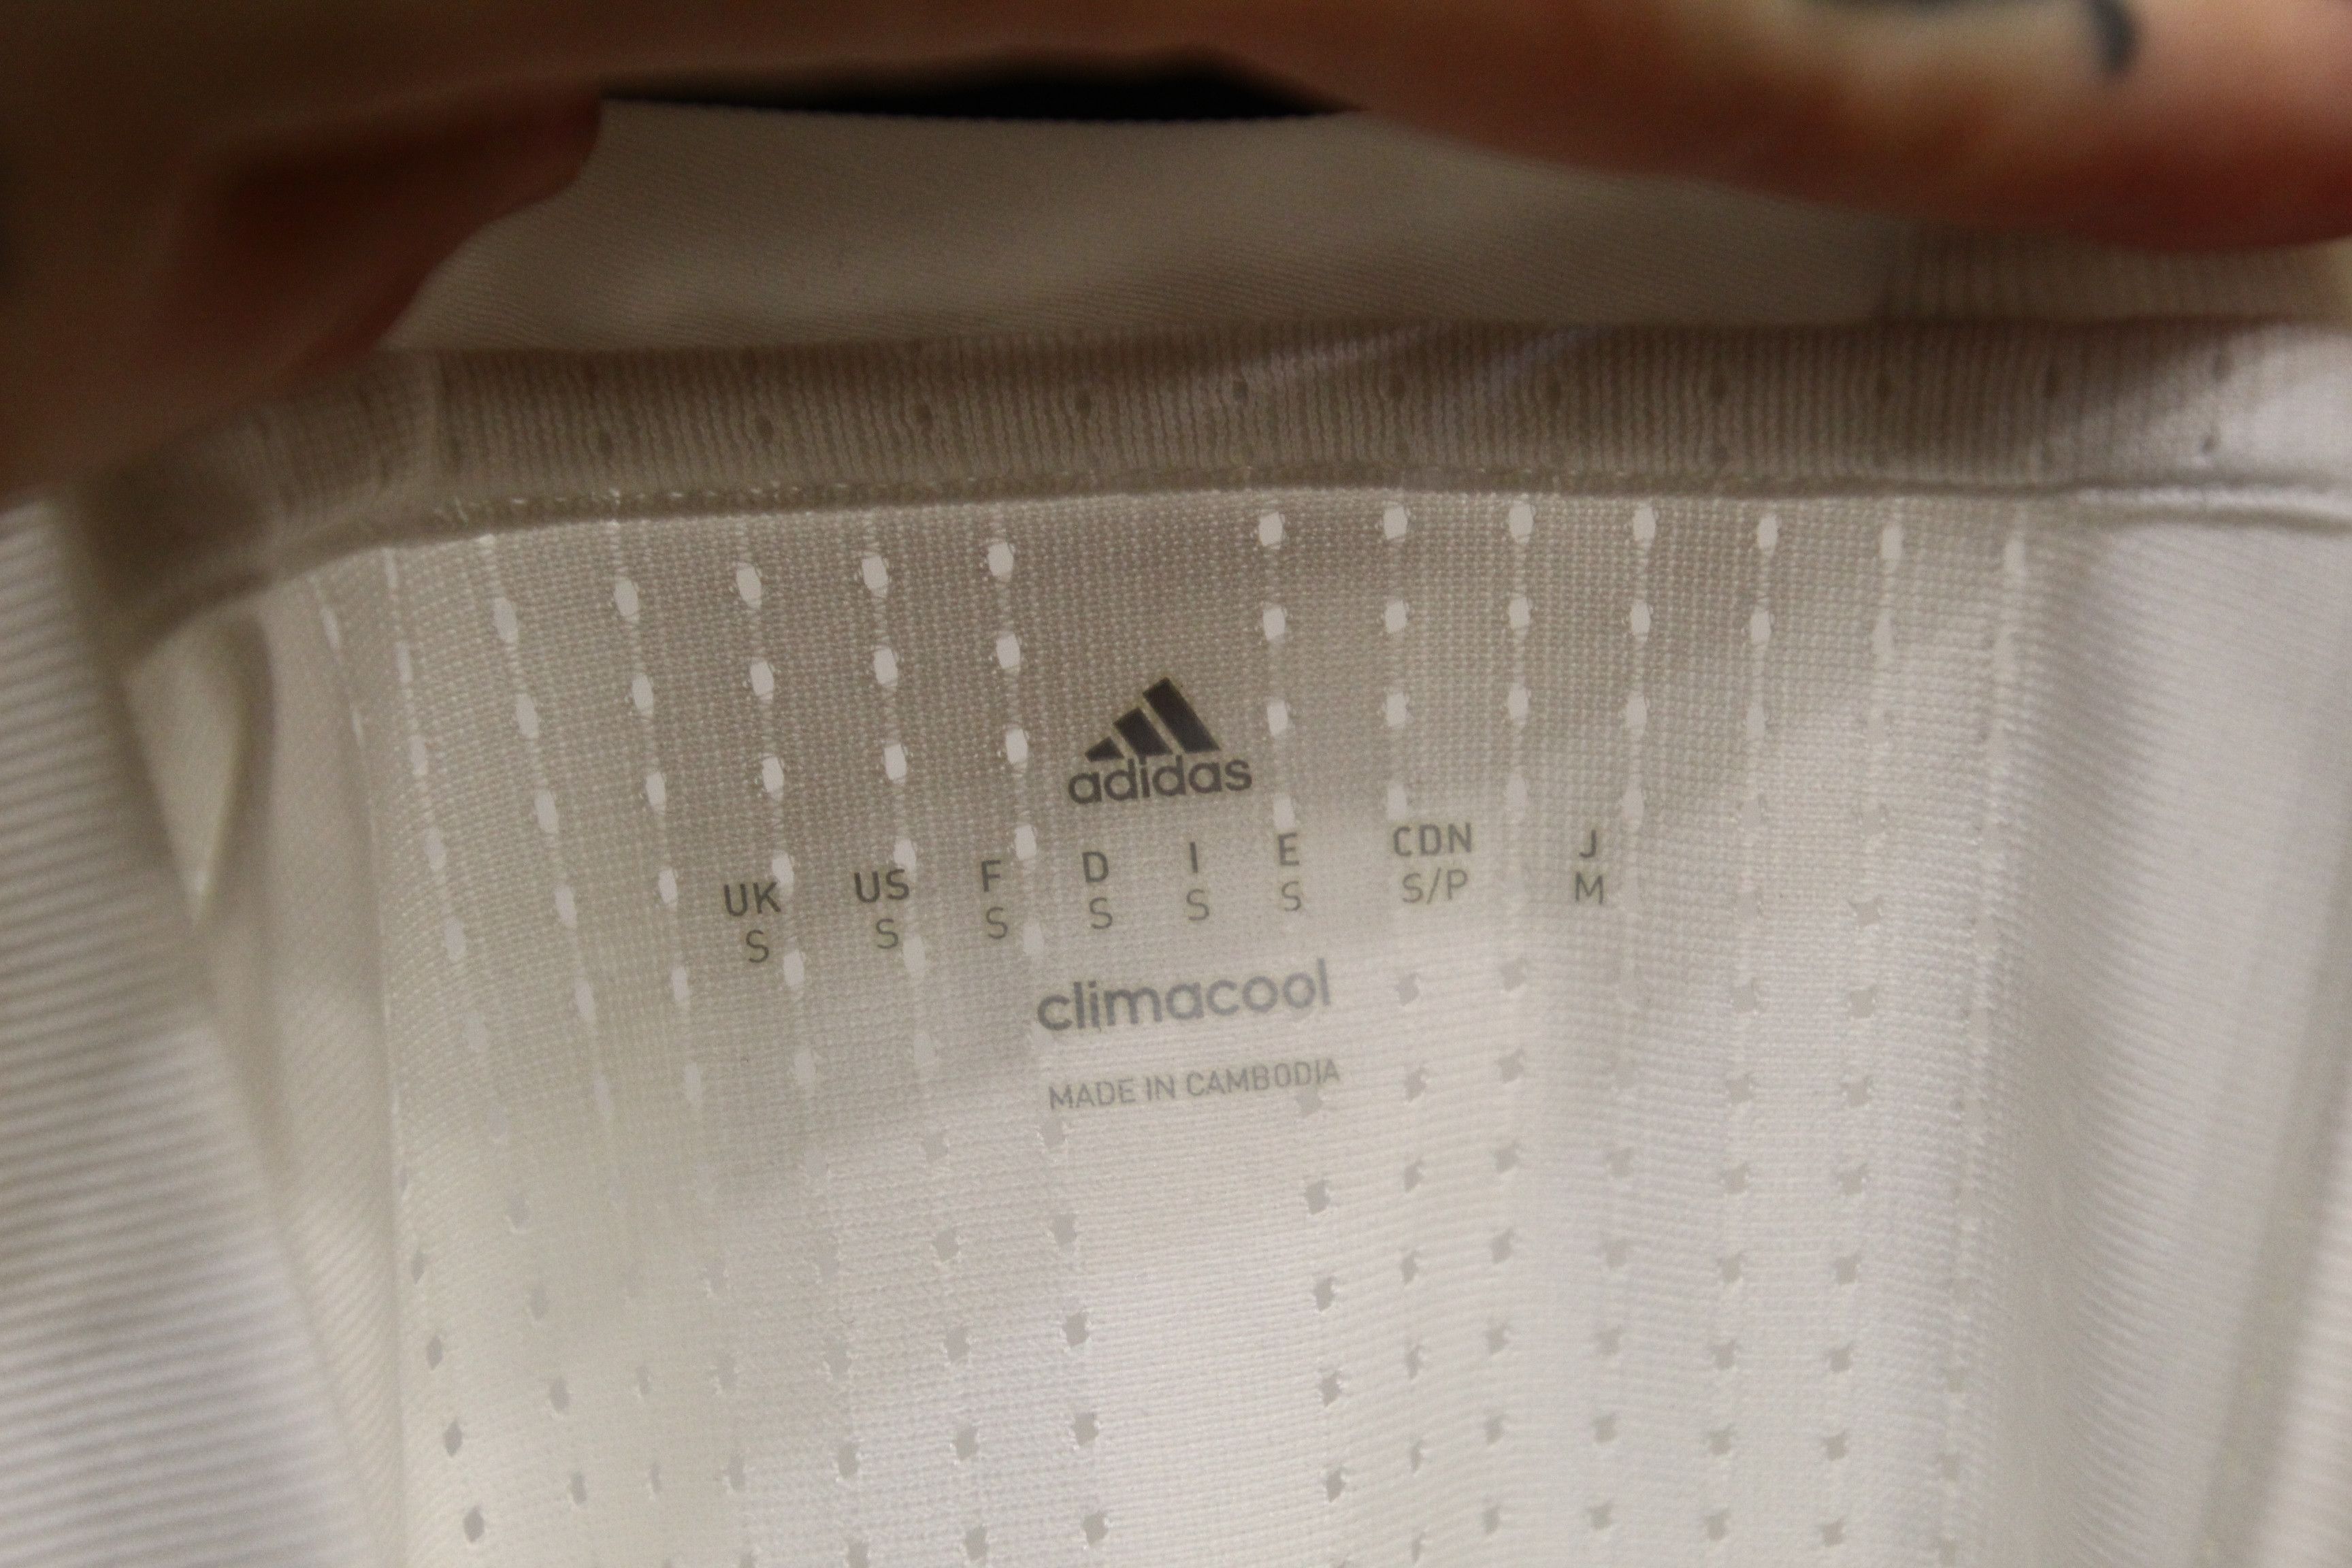 adidas
UK US F D I E CDN J
S S S S S S S/P M
climacool
MADE IN CAMBODIA